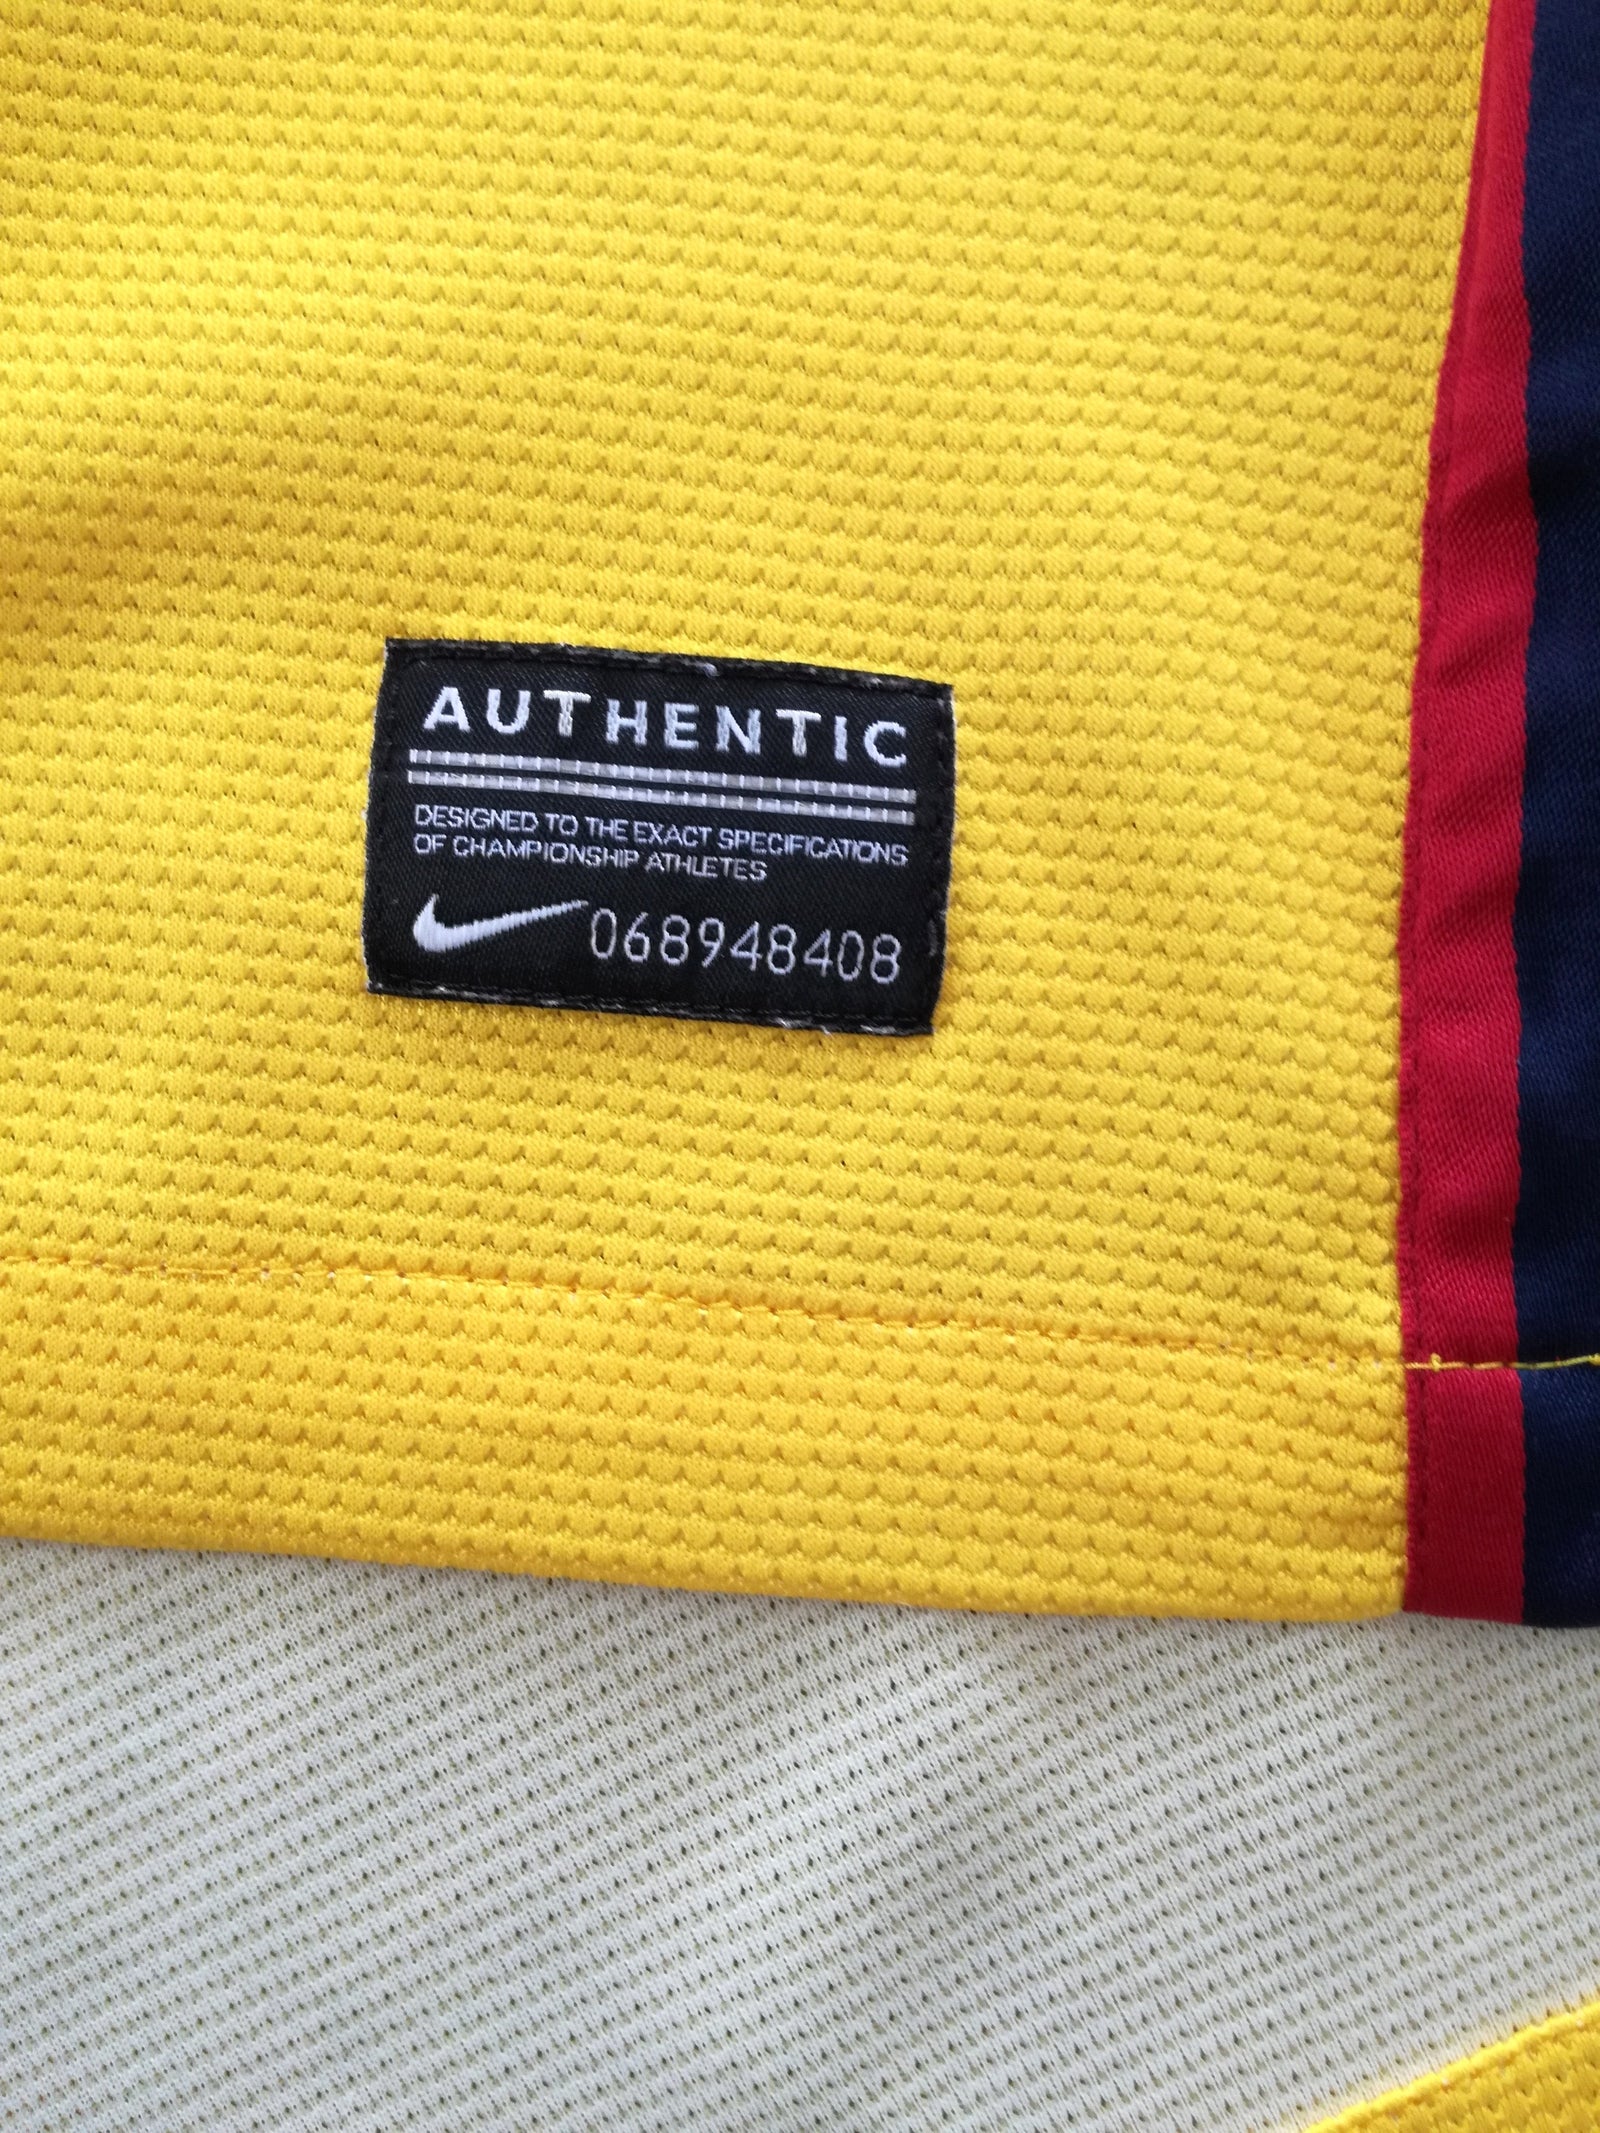 AUTHENTIC
DESIGNED TO THE EXACT SPECIFICATIONS
OF CHAMPIONSHIP ATHLETES
068948408